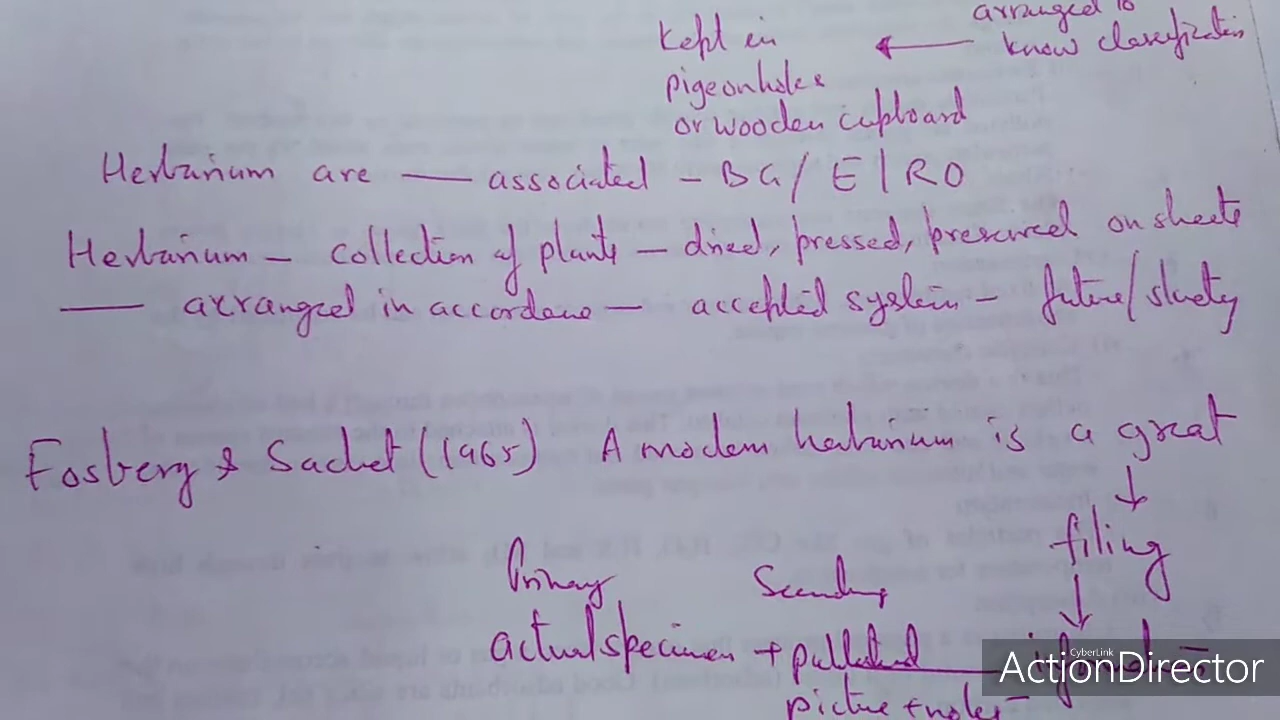 arranged to
Kept in ← know classification
pigeonholes
or wooden cupboard
Herbarium are — associated - BG/ E/ RO
Herbarium - collection of plants - dried, pressed, preserved on sheets
— arranged in accordance - accepted system - future/study
Fosberg & Sachet (1965) A modern herbarium is a great
↓
filing
Primary Secondary ↓
actual specimen + published information
picture + notes
CyberLink
ActionDirector